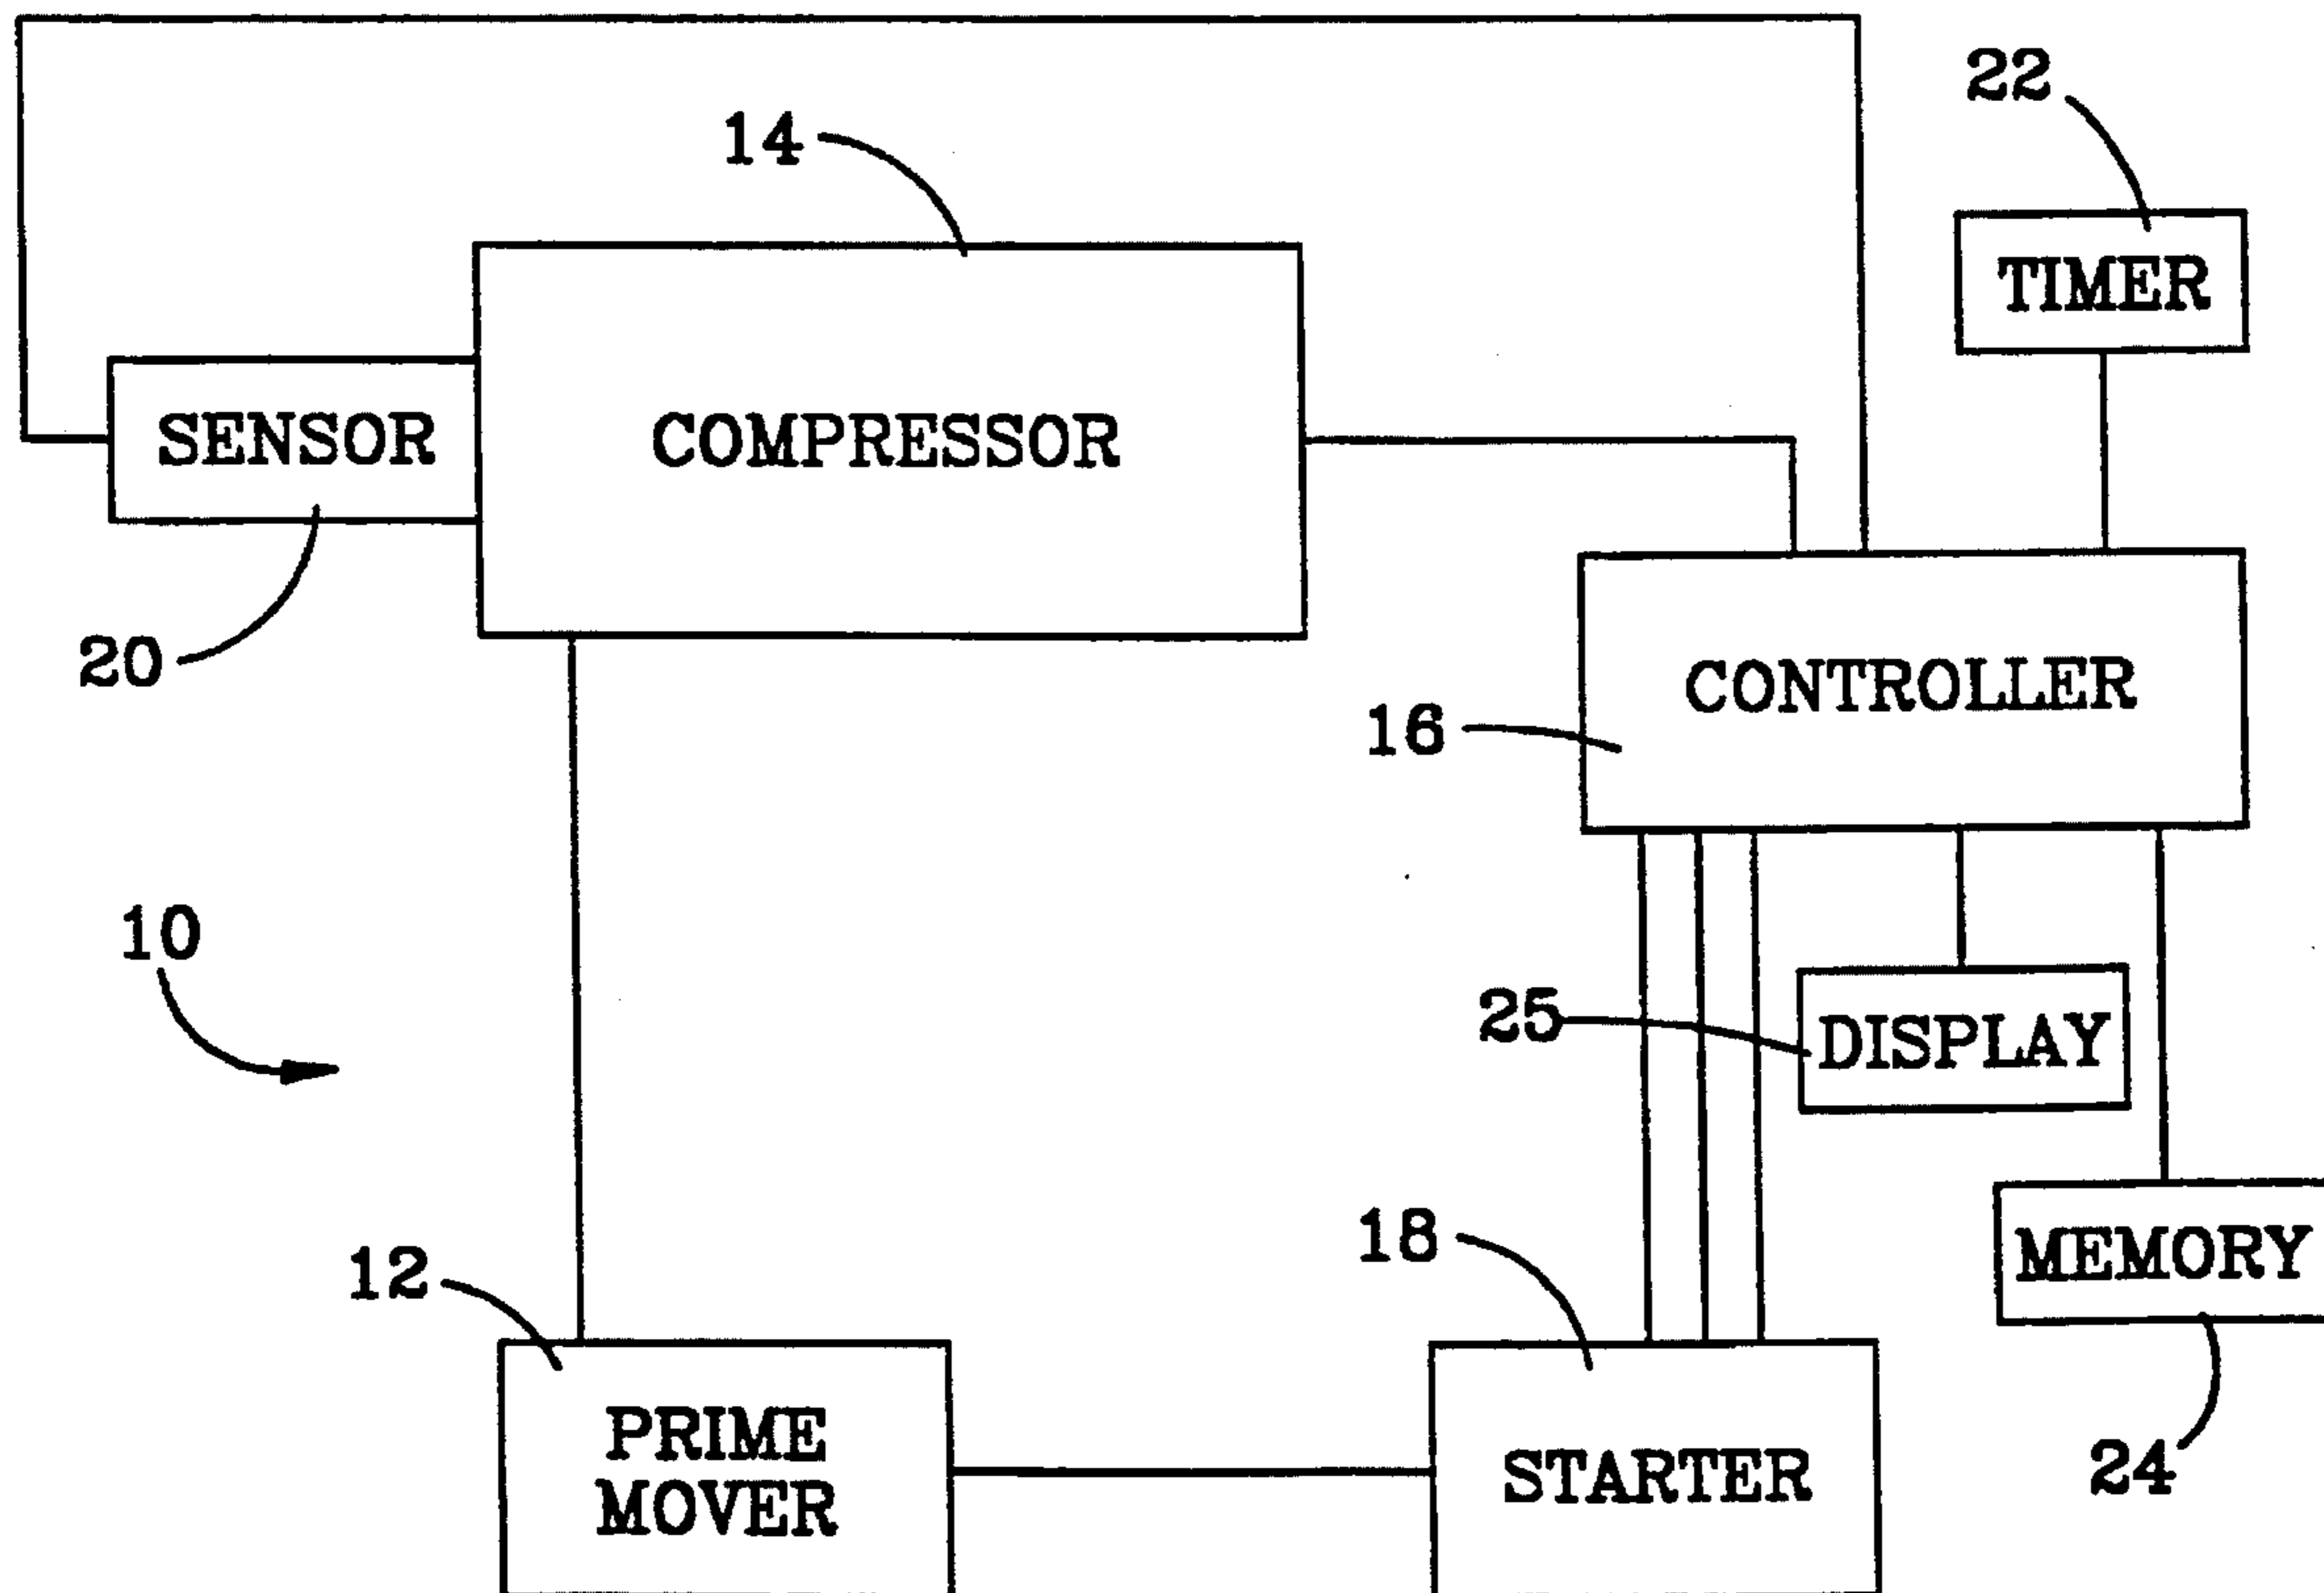 22
14
TIMER
SENSOR
COMPRESSOR
20
CONTROLLER
16
10
25
DISPLAY
18
12
MEMORY
PRIME
MOVER
STARTER
24